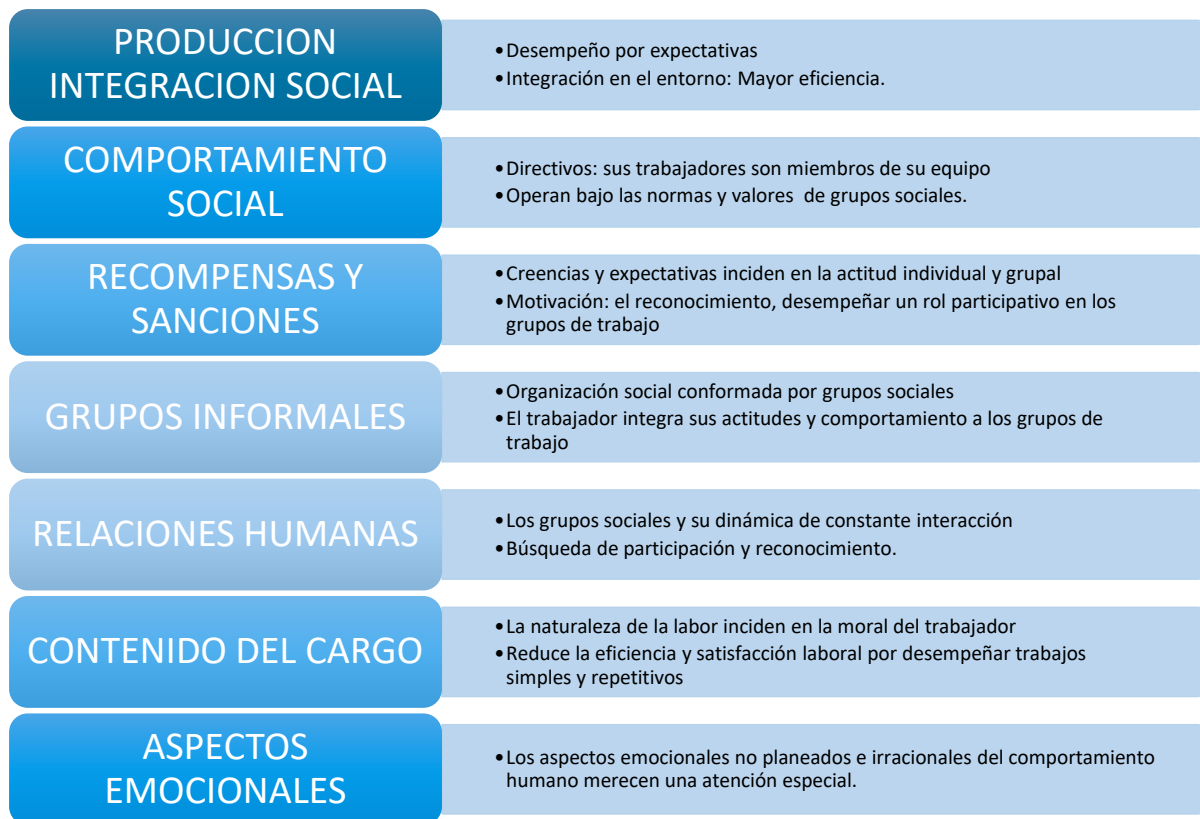 PRODUCCION
INTEGRACION SOCIAL
•Desempeño por expectativas
•Integración en el entorno: Mayor eficiencia.
COMPORTAMIENTO
SOCIAL
•Directivos: sus trabajadores son miembros de su equipo
•Operan bajo las normas y valores de grupos sociales.
RECOMPENSAS Y
SANCIONES
•Creencias y expectativas inciden en la actitud individual y grupal
•Motivación: el reconocimiento, desempeñar un rol participativo en los
grupos de trabajo
GRUPOS INFORMALES
•Organización social conformada por grupos sociales
•El trabajador integra sus actitudes y comportamiento a los grupos de
trabajo
RELACIONES HUMANAS
•Los grupos sociales y su dinámica de constante interacción
•Búsqueda de participación y reconocimiento.
CONTENIDO DEL CARGO
•La naturaleza de la labor inciden en la moral del trabajador
•Reduce la eficiencia y satisfacción laboral por desempeñar trabajos
simples y repetitivos
ASPECTOS
EMOCIONALES
•Los aspectos emocionales no planeados e irracionales del comportamiento
humano merecen una atención especial.